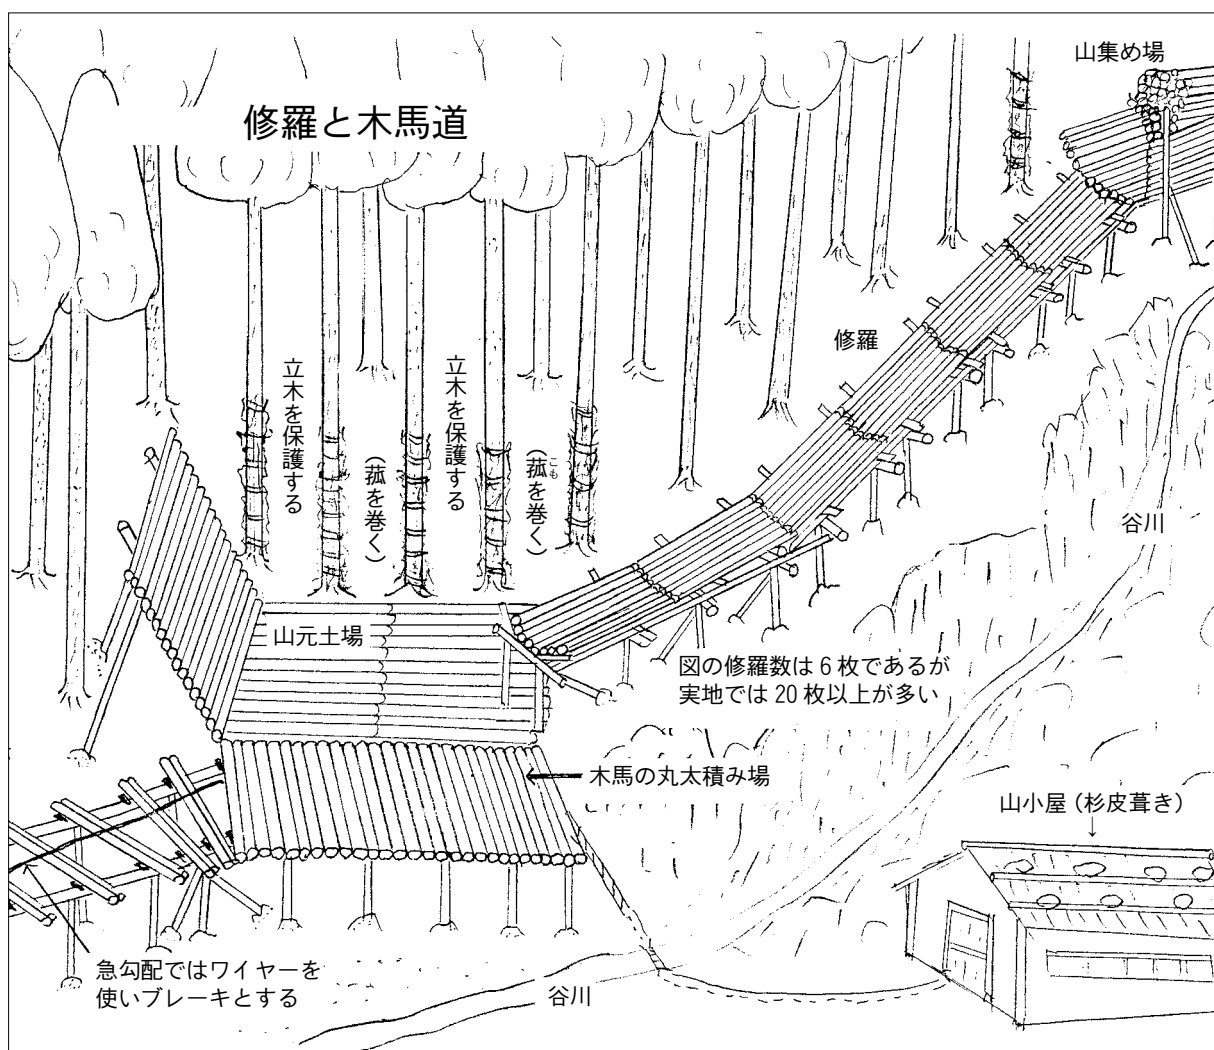 修羅と木馬道
山集め場
修羅
立木を保護する
(菰を巻く)
立木を保護する
(菰を巻く)
こも
谷川
山元土場
図の修羅数は6枚であるが
実地では20枚以上が多い
木馬の丸太積み場
山小屋(杉皮葺き)
↓
急勾配ではワイヤーを
使いブレーキとする
谷川